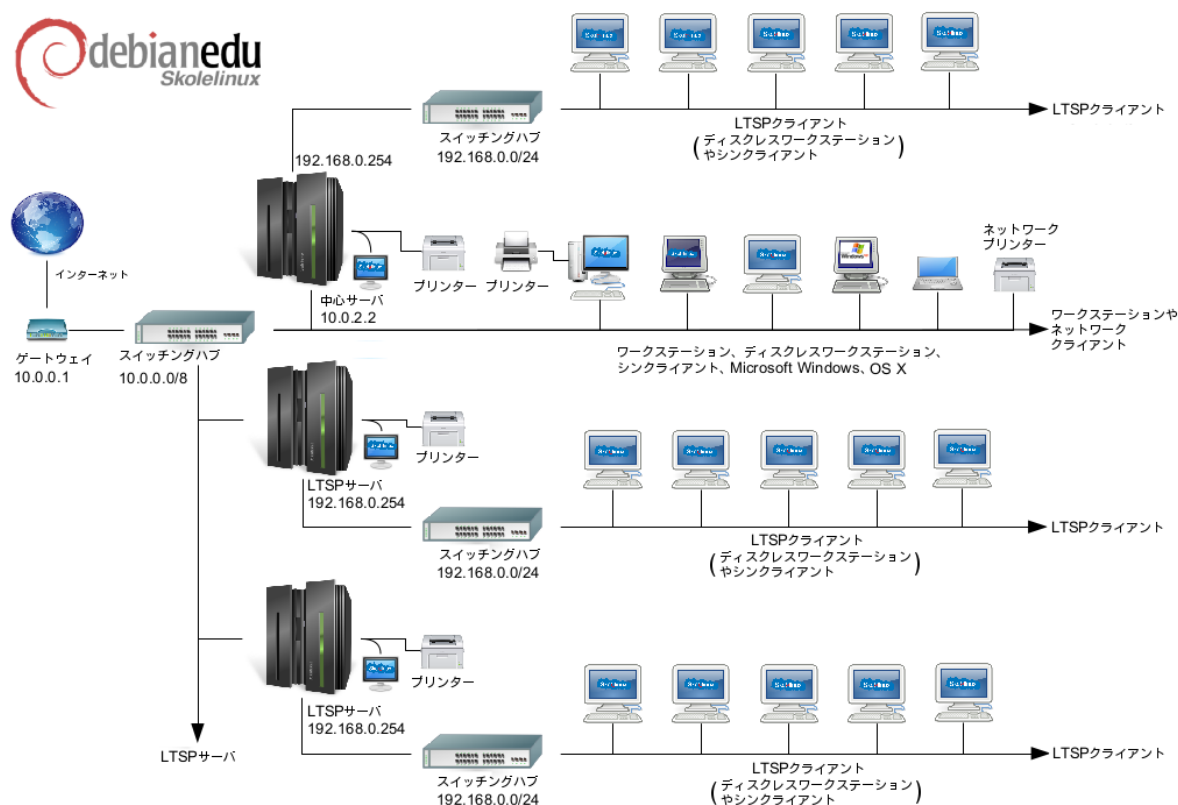 debianedu
Skolelinux
スイッチングハブ
192.168.0.0/24
LTSPクライアント
(ディスクレスワークステーション
やシンクライアント)
LTSPクライアント
192.168.0.254
インターネット
中心サーバ
10.0.2.2
プリンター
プリンター
ネットワーク
プリンター
ゲートウェイ
10.0.0.1
スイッチングハブ
10.0.0.0/8
ワークステーション、ディスクレスワークステーション、
シンクライアント、Microsoft Windows、OS X
ワークステーションや
ネットワーク
クライアント
プリンター
LTSPサーバ
192.168.0.254
スイッチングハブ
192.168.0.0/24
LTSPクライアント
(ディスクレスワークステーション
やシンクライアント)
LTSPクライアント
プリンター
LTSPサーバ
192.168.0.254
LTSPサーバ
スイッチングハブ
192.168.0.0/24
LTSPクライアント
(ディスクレスワークステーション
やシンクライアント)
LTSPクライアント